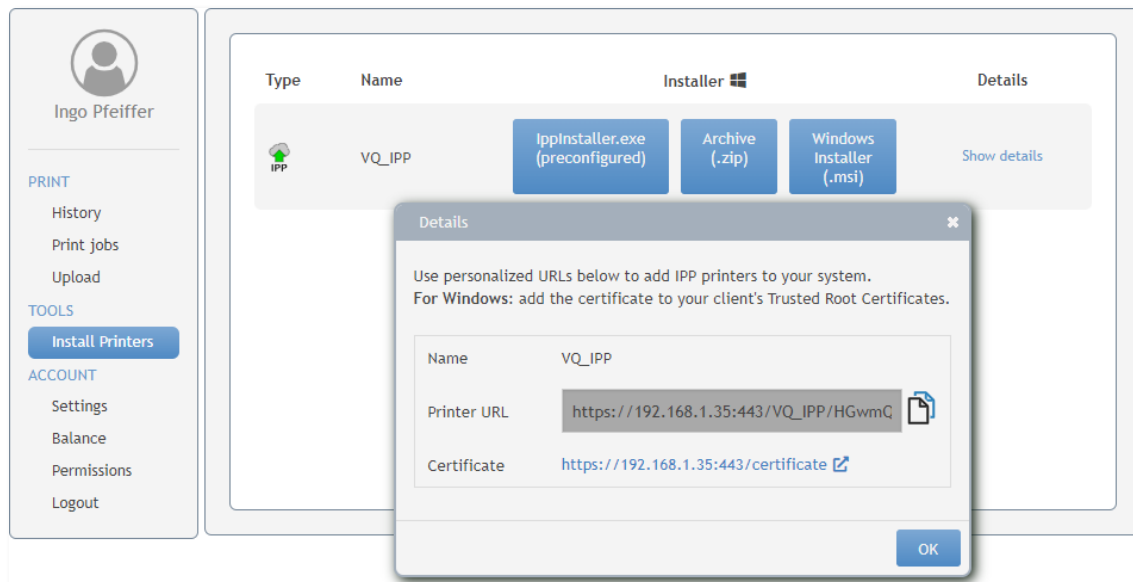 Ingo Pfeiffer
PRINT
History
Print jobs
Upload
TOOLS
Install Printers
ACCOUNT
Settings
Balance
Permissions
Logout
Type Name Installer Details
IPP VQ_IPP IppInstaller.exe (preconfigured) Archive (.zip) Windows Installer (.msi) Show details
Details
Use personalized URLs below to add IPP printers to your system.
For Windows: add the certificate to your client's Trusted Root Certificates.
Name VQ_IPP
Printer URL https://192.168.1.35:443/VQ_IPP/HGwmQ
Certificate https://192.168.1.35:443/certificate
OK